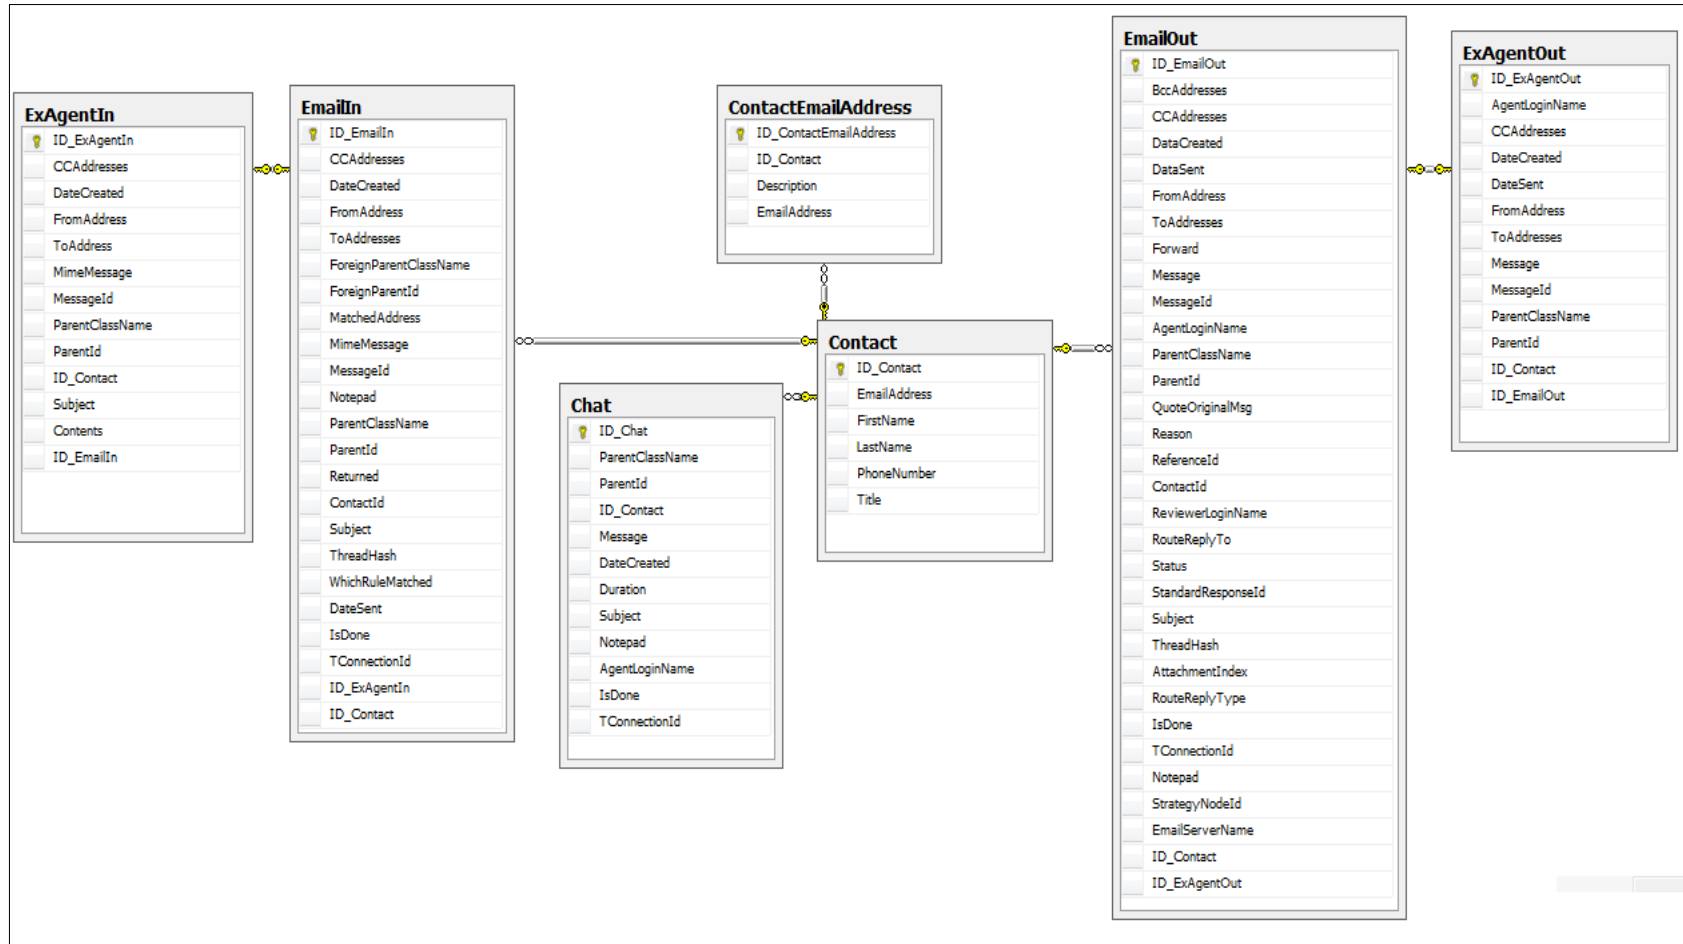 ExAgentIn
ID_ExAgentIn
CCAddresses
DateCreated
FromAddress
ToAddress
MimeMessage
MessageId
ParentClassName
ParentId
ID_Contact
Subject
Contents
ID_EmailIn
EmailIn
ID_EmailIn
CCAddresses
DateCreated
FromAddress
ToAddresses
ForeignParentClassName
ForeignParentId
MatchedAddress
MimeMessage
MessageId
Notepad
ParentClassName
ParentId
Returned
ContactId
Subject
ThreadHash
WhichRuleMatched
DateSent
IsDone
TConnectionId
ID_ExAgentIn
ID_Contact
Chat
ID_Chat
ParentClassName
ParentId
ID_Contact
Message
DateCreated
Duration
Subject
Notepad
AgentLoginName
IsDone
TConnectionId
ContactEmailAddress
ID_ContactEmailAddress
ID_Contact
Description
EmailAddress
Contact
ID_Contact
EmailAddress
FirstName
LastName
PhoneNumber
Title
EmailOut
ID_EmailOut
BccAddresses
CCAddresses
DataCreated
DataSent
FromAddress
ToAddresses
Forward
Message
MessageId
AgentLoginName
ParentClassName
ParentId
QuoteOriginalMsg
Reason
ReferenceId
ContactId
ReviewerLoginName
RouteReplyTo
Status
StandardResponseId
Subject
ThreadHash
AttachmentIndex
RouteReplyType
IsDone
TConnectionId
Notepad
StrategyNodeId
EmailServerName
ID_Contact
ID_ExAgentOut
ExAgentOut
ID_ExAgentOut
AgentLoginName
CCAddresses
DateCreated
DateSent
FromAddress
ToAddresses
Message
MessageId
ParentClassName
ParentId
ID_Contact
ID_EmailOut